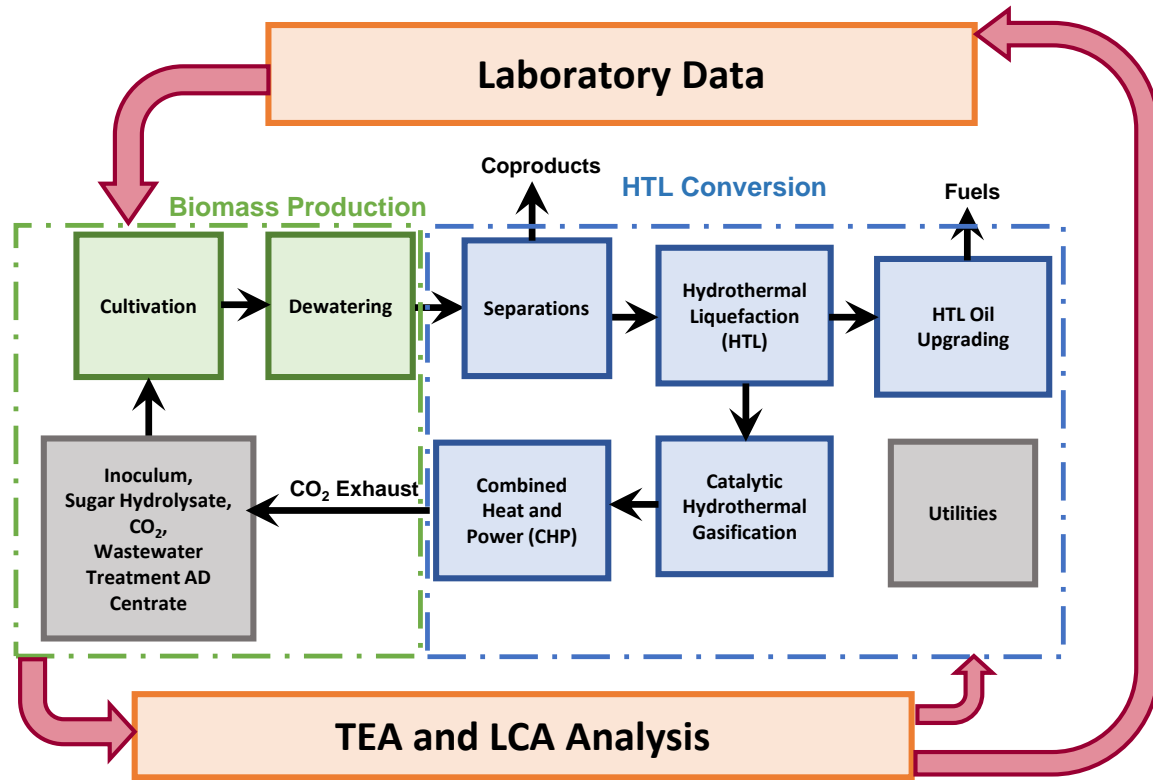 Laboratory Data
Coproducts
HTL Conversion
Fuels
Biomass Production
Cultivation
Dewatering
Separations
Hydrothermal
Liquefaction
(HTL)
HTL Oil
Upgrading
Inoculum,
Sugar Hydrolysate,
CO₂,
Wastewater
Treatment AD
Centrate
CO₂ Exhaust
Combined
Heat and
Power (CHP)
Catalytic
Hydrothermal
Gasification
Utilities
TEA and LCA Analysis